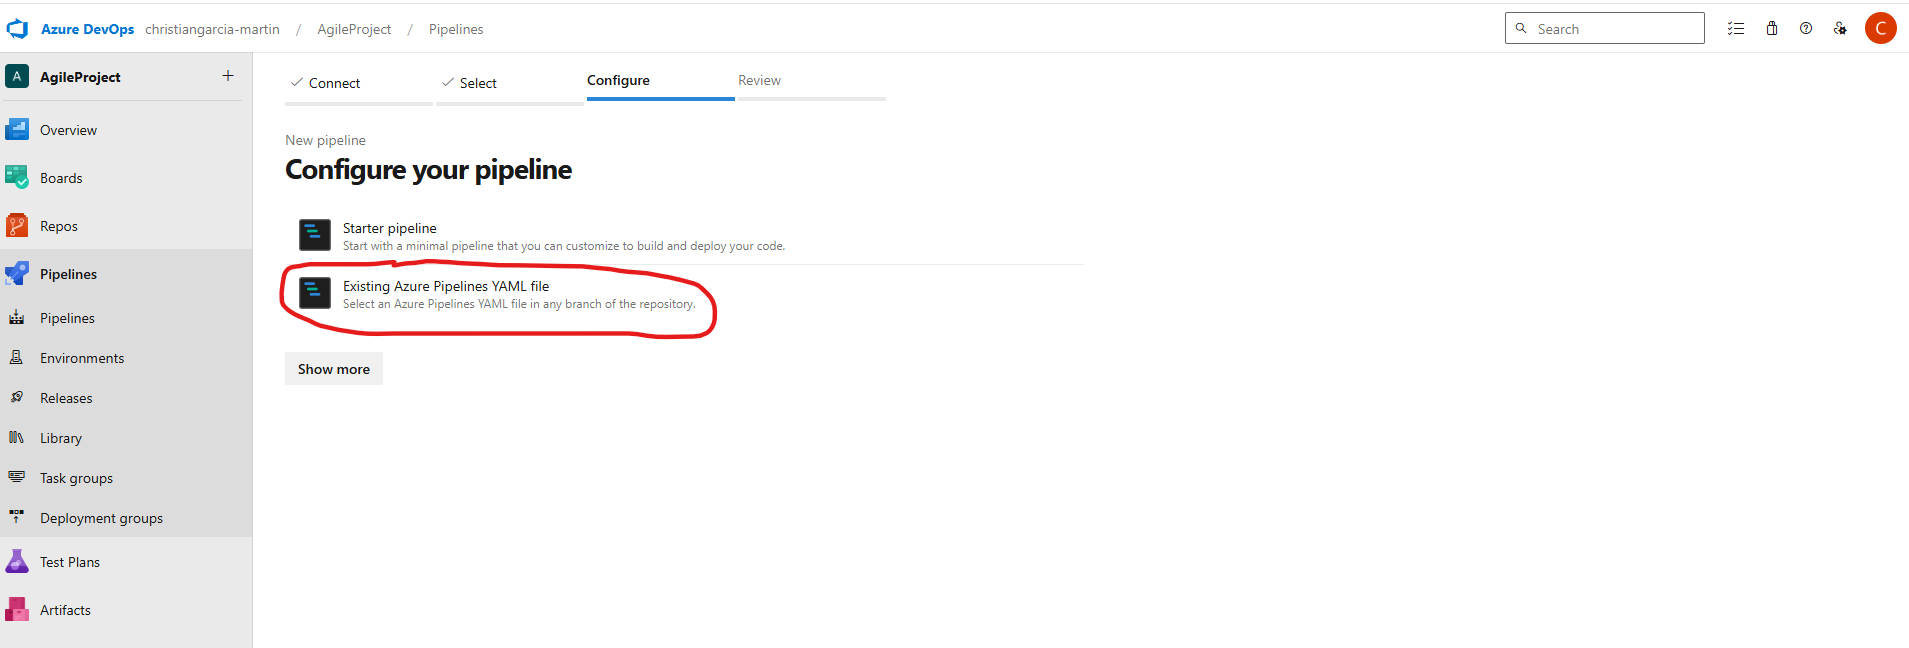 Azure DevOps christiangarcia-martin / AgileProject / Pipelines Search C
A AgileProject +
Connect Select Configure Review
Overview
Boards
Repos
Pipelines
Pipelines
Environments
Releases
Library
Task groups
Deployment groups
Test Plans
Artifacts
New pipeline
Configure your pipeline
Starter pipeline
Start with a minimal pipeline that you can customize to build and deploy your code.
Existing Azure Pipelines YAML file
Select an Azure Pipelines YAML file in any branch of the repository.
Show more